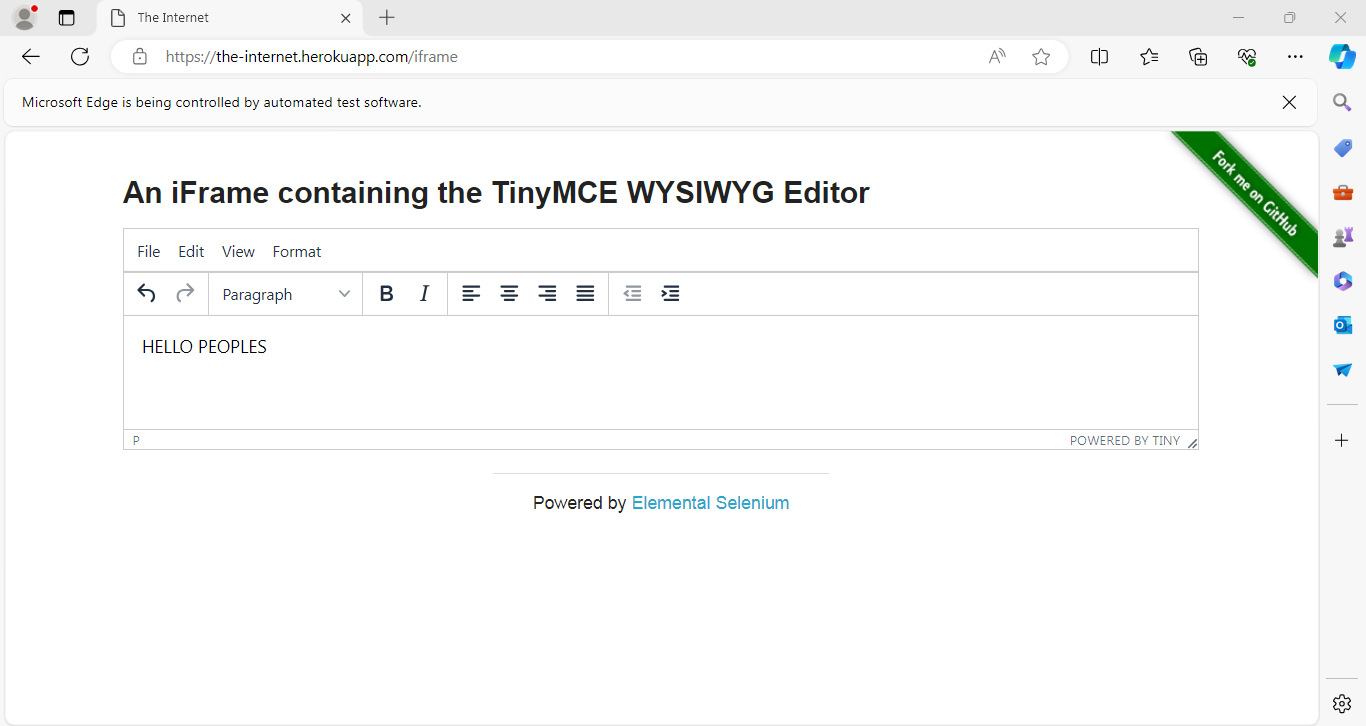 The Internet
https://the-internet.herokuapp.com/iframe
Microsoft Edge is being controlled by automated test software.
Fork me on GitHub
An iFrame containing the TinyMCE WYSIWYG Editor
File Edit View Format
Paragraph B I
HELLO PEOPLES
P POWERED BY TINY
Powered by Elemental Selenium